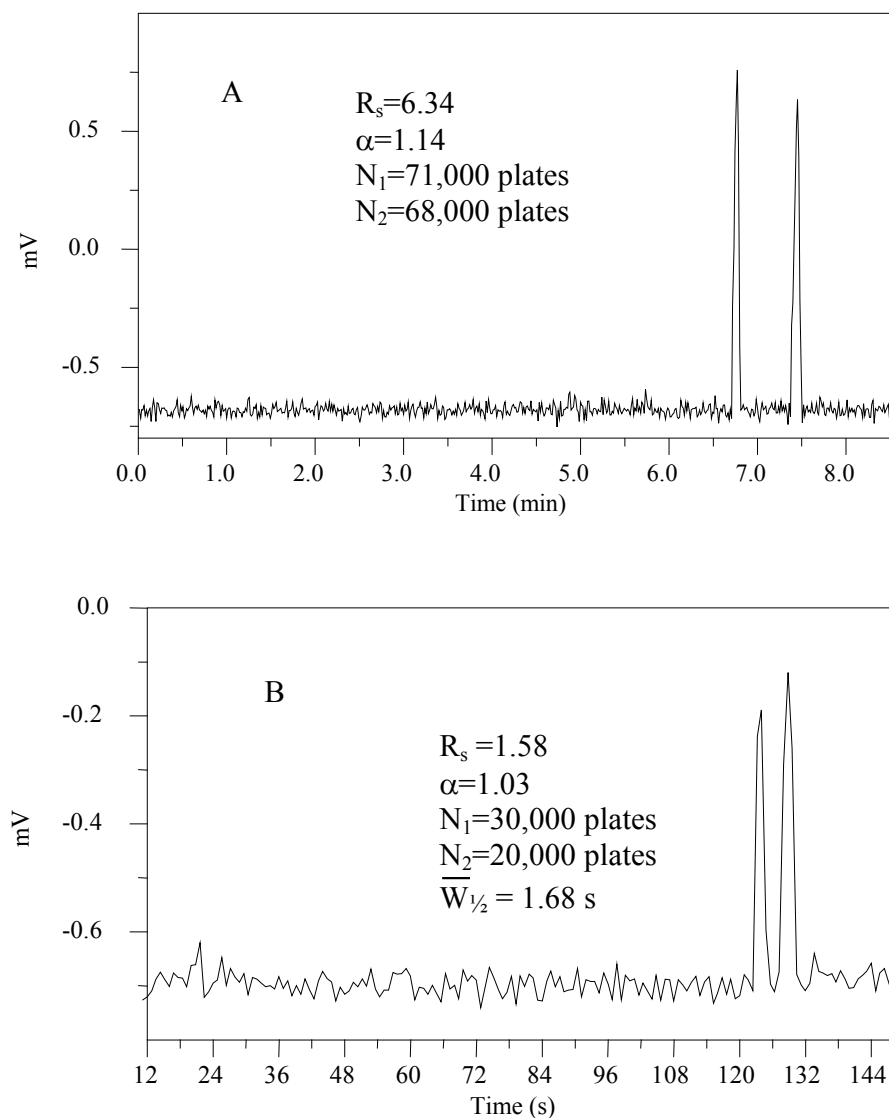 A
R_s=6.34
α=1.14
N_1=71,000 plates
N_2=68,000 plates
0.5
0.0
-0.5
mV
0.0 1.0 2.0 3.0 4.0 5.0 6.0 7.0 8.0
Time (min)
0.0
B
-0.2
R_s =1.58
α=1.03
N_1=30,000 plates
N_2=20,000 plates
W̅_½ = 1.68 s
-0.4
-0.6
mV
12 24 36 48 60 72 84 96 108 120 132 144
Time (s)